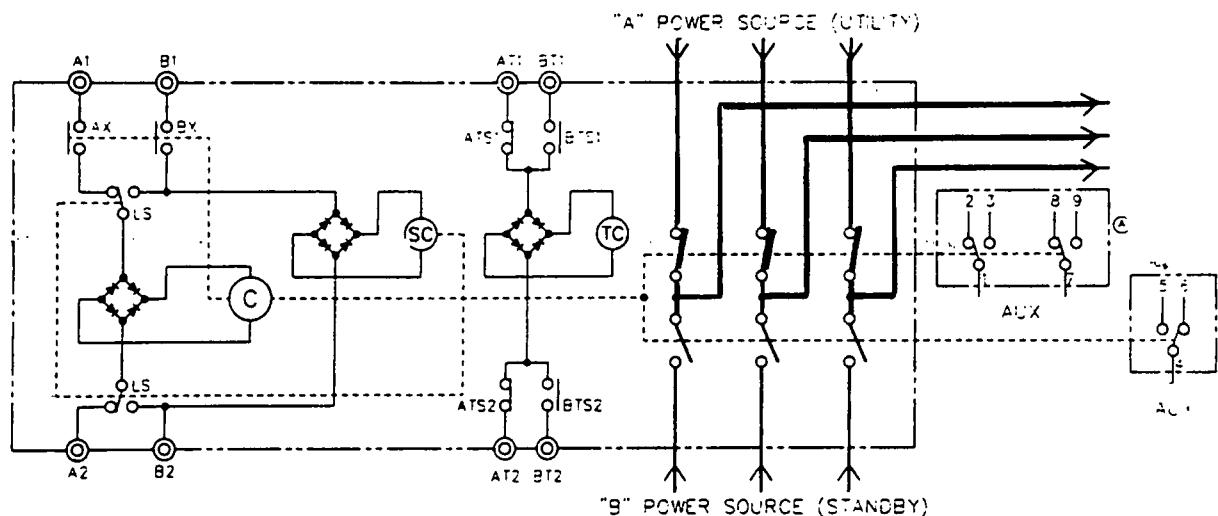 "A" POWER SOURCE (UTILITY)
A1
B1
AT1
BT1
AX
BX
ATS1
BTS1
2
3
8
9
A
LS
SC
TC
C
AUX
5
LS
ATS2
BTS2
A2
B2
AT2
BT2
"B" POWER SOURCE (STANDBY)